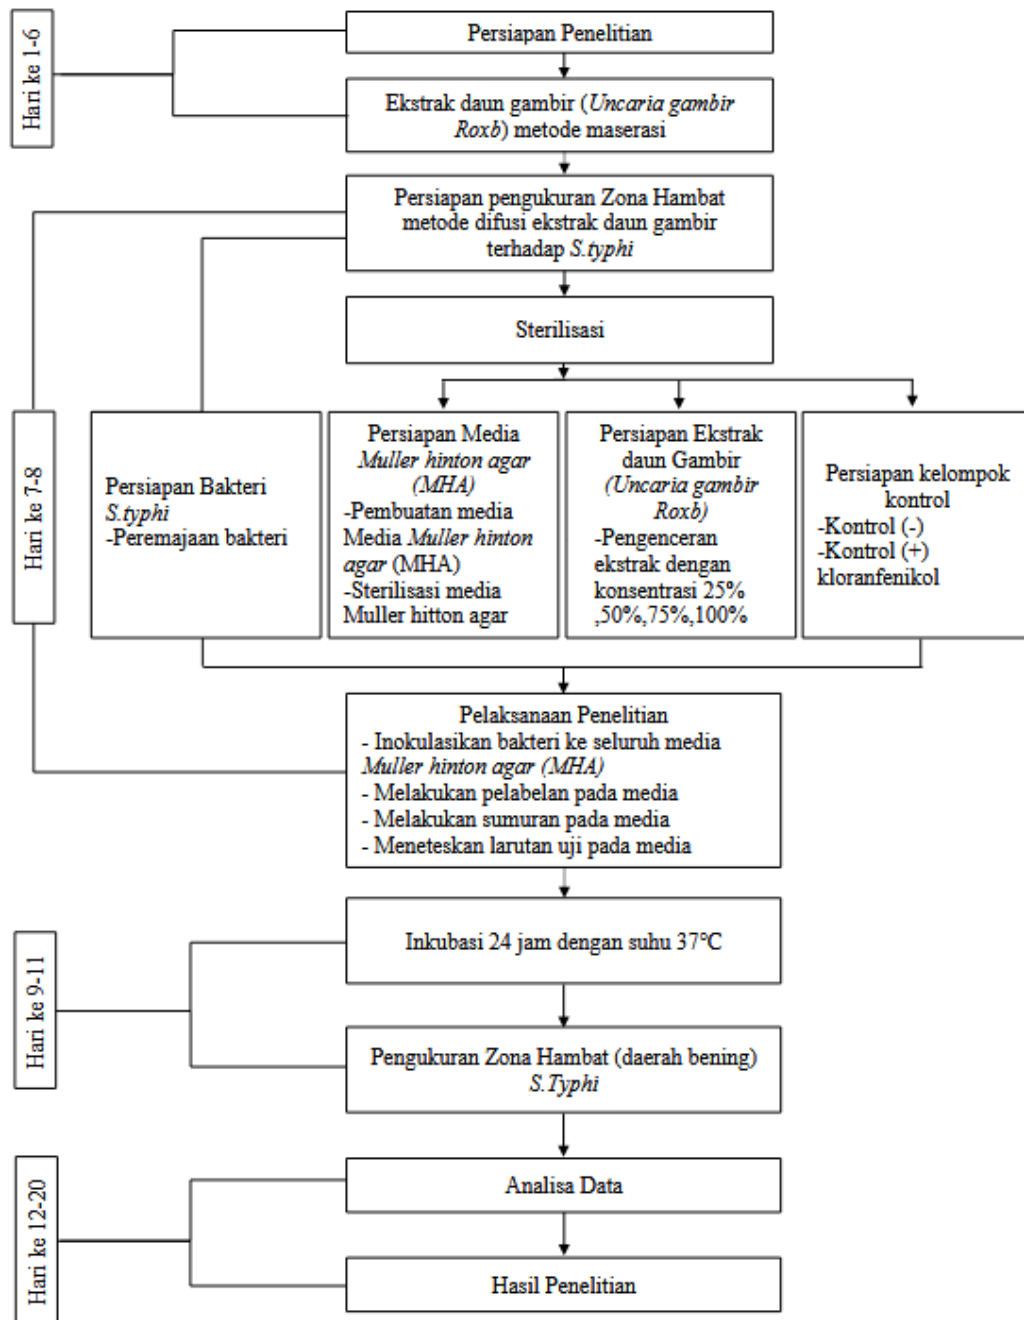 Hari ke 1-6
Persiapan Penelitian
Ekstrak daun gambir (Uncaria gambir
Roxb) metode maserasi
Persiapan pengukuran Zona Hambat
metode difusi ekstrak daun gambir
terhadap S.typhi
Sterilisasi
Hari ke 7-8
Persiapan Bakteri
S.typhi
-Peremajaan bakteri
Persiapan Media
Muller hinton agar
(MHA)
-Pembuatan media
Media Muller hinton
agar (MHA)
-Sterilisasi media
Muller hitton agar
Persiapan Ekstrak
daun Gambir
(Uncaria gambir
Roxb)
-Pengenceran
ekstrak dengan
konsentrasi 25%
,50%,75%,100%
Persiapan kelompok
kontrol
-Kontrol (-)
-Kontrol (+)
kloranfenikol
Pelaksanaan Penelitian
- Inokulasikan bakteri ke seluruh media
Muller hinton agar (MHA)
- Melakukan pelabelan pada media
- Melakukan sumuran pada media
- Meneteskan larutan uji pada media
Hari ke 9-11
Inkubasi 24 jam dengan suhu 37℃
Pengukuran Zona Hambat (daerah bening)
S.Typhi
Hari ke 12-20
Analisa Data
Hasil Penelitian